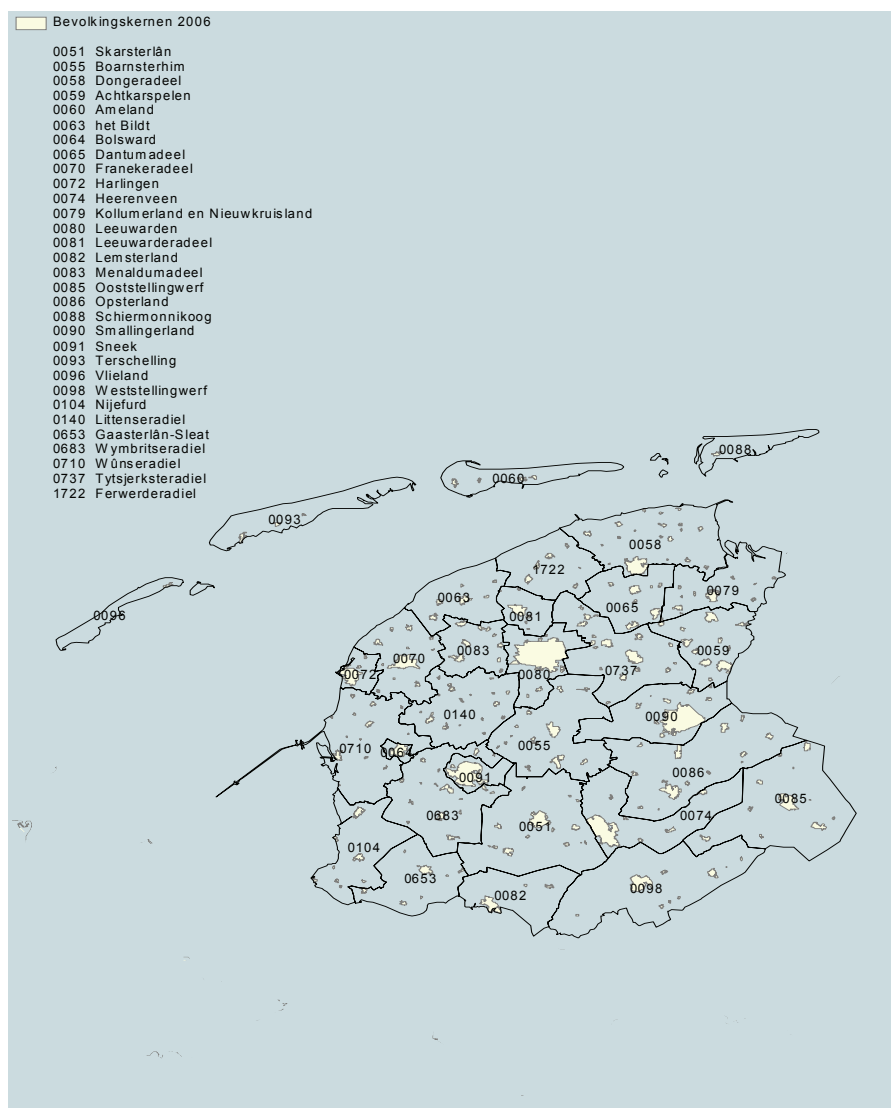 Bevolkingskernen 2006
0051 Skarsterlân
0055 Boarnsterhim
0058 Dongeradeel
0059 Achtkarspelen
0060 Ameland
0063 het Bildt
0064 Bolsward
0065 Dantumadeel
0070 Franekeradeel
0072 Harlingen
0074 Heerenveen
0079 Kollumerland en Nieuwkruisland
0080 Leeuwarden
0081 Leeuwarderadeel
0082 Lemsterland
0083 Menaldumadeel
0085 Ooststellingwerf
0086 Opsterland
0088 Schiermonnikoog
0090 Smallingerland
0091 Sneek
0093 Terschelling
0096 Vlieland
0098 Weststellingwerf
0104 Nijefurd
0140 Littenseradiel
0653 Gaasterlân-Sleat
0683 Wymbritseradiel
0710 Wûnseradiel
0737 Tytsjerksteradiel
1722 Ferwerderadiel
0088
0060
0093
0058
1722
0079
0063
0065
0096
0081
0083
0059
0070
0072
0080
0737
0140
0090
0055
0710
0064
0091
0086
0085
0683
0051
0074
0104
0653
0098
0082